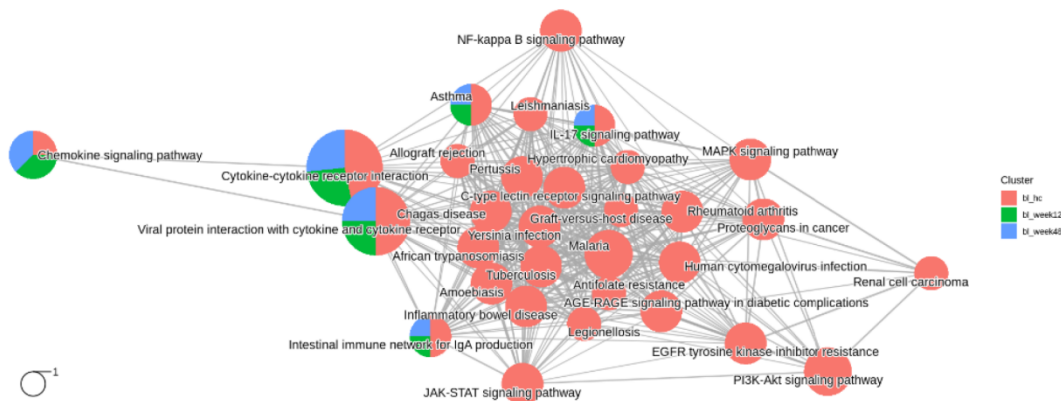 NF-kappa B signaling pathway
Asthma
Leishmaniasis
Cluster
bl_hc
bl_week12
bl_week48
IL-17 signaling pathway
Chemokine signaling pathway
Allograft rejection
Hypertrophic cardiomyopathy
MAPK signaling pathway
Pertussis
Cytokine-cytokine receptor interaction
C-type lectin receptor signaling pathway
Chagas disease
Graft-versus-host disease
Rheumatoid arthritis
Viral protein interaction with cytokine and cytokine receptor
Proteoglycans in cancer
Yersinia infection
Malaria
African trypanosomiasis
Human cytomegalovirus infection
Tuberculosis
Renal cell carcinoma
Antifolate resistance
Amoebiasis
AGE-RAGE signaling pathway in diabetic complications
Inflammatory bowel disease
Legionellosis
Intestinal immune network for IgA production
EGFR tyrosine kinase inhibitor resistance
1
PI3K-Akt signaling pathway
JAK-STAT signaling pathway